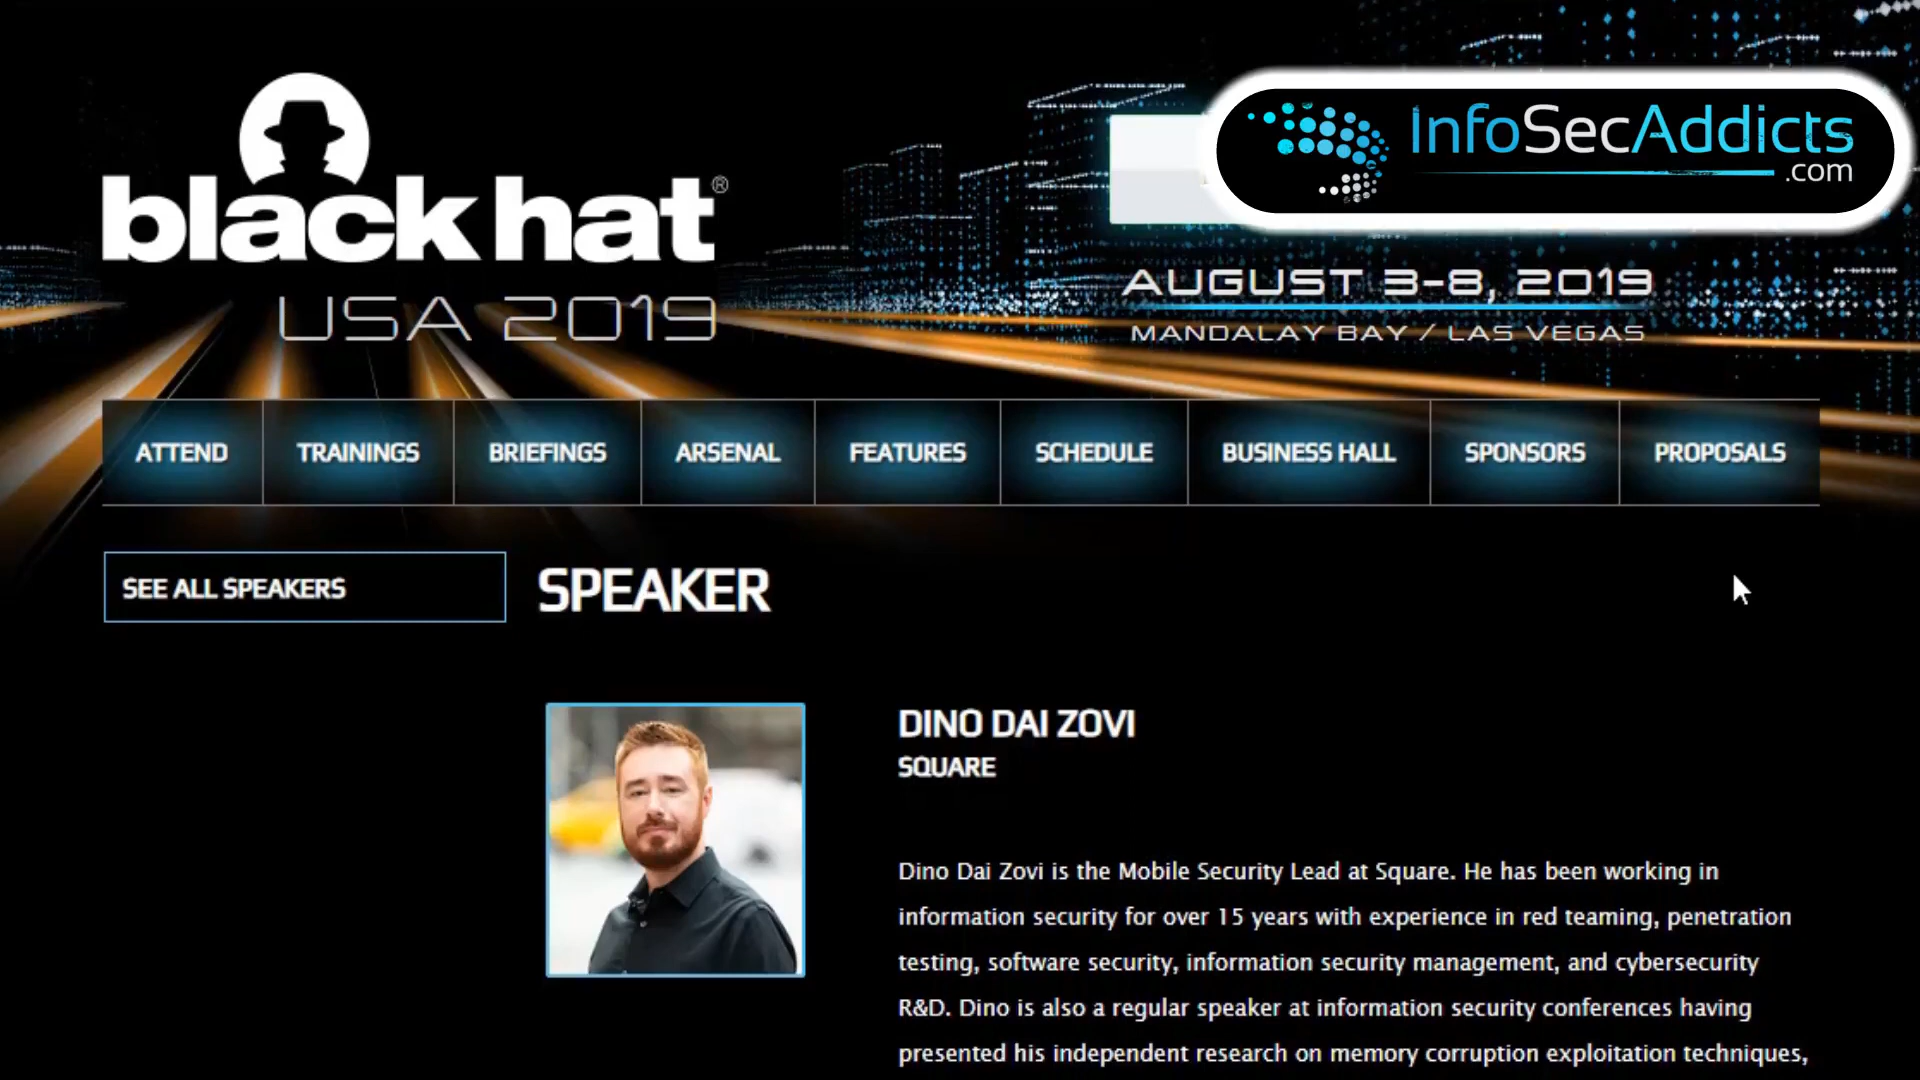 black hat®
USA 2019
InfoSecAddicts
.com
AUGUST 3-8, 2019
MANDALAY BAY / LAS VEGAS
ATTEND TRAININGS BRIEFINGS ARSENAL FEATURES SCHEDULE BUSINESS HALL SPONSORS PROPOSALS
SEE ALL SPEAKERS
SPEAKER
DINO DAI ZOVI
SQUARE
Dino Dai Zovi is the Mobile Security Lead at Square. He has been working in
information security for over 15 years with experience in red teaming, penetration
testing, software security, information security management, and cybersecurity
R&D. Dino is also a regular speaker at information security conferences having
presented his independent research on memory corruption exploitation techniques,